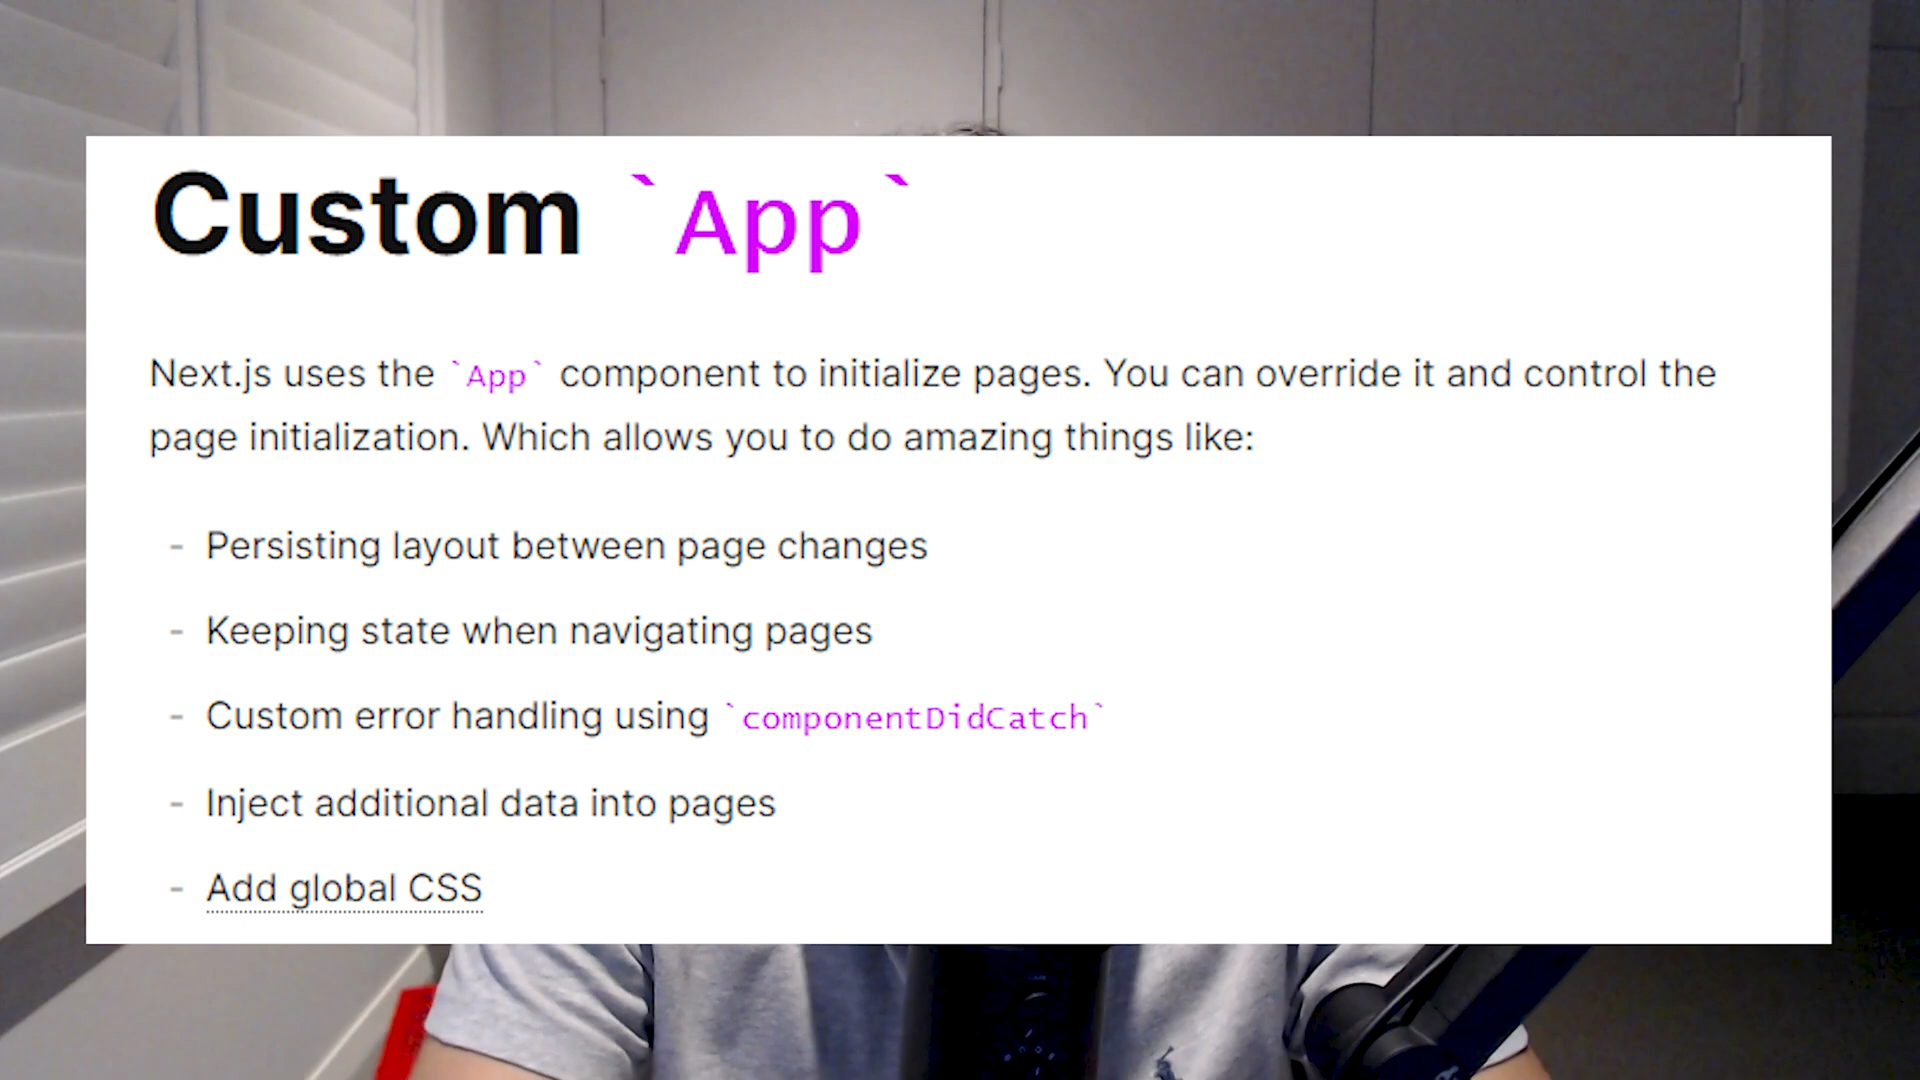 Custom `App`
Next.js uses the `App` component to initialize pages. You can override it and control the
page initialization. Which allows you to do amazing things like:
- Persisting layout between page changes
- Keeping state when navigating pages
- Custom error handling using `componentDidCatch`
- Inject additional data into pages
- Add global CSS